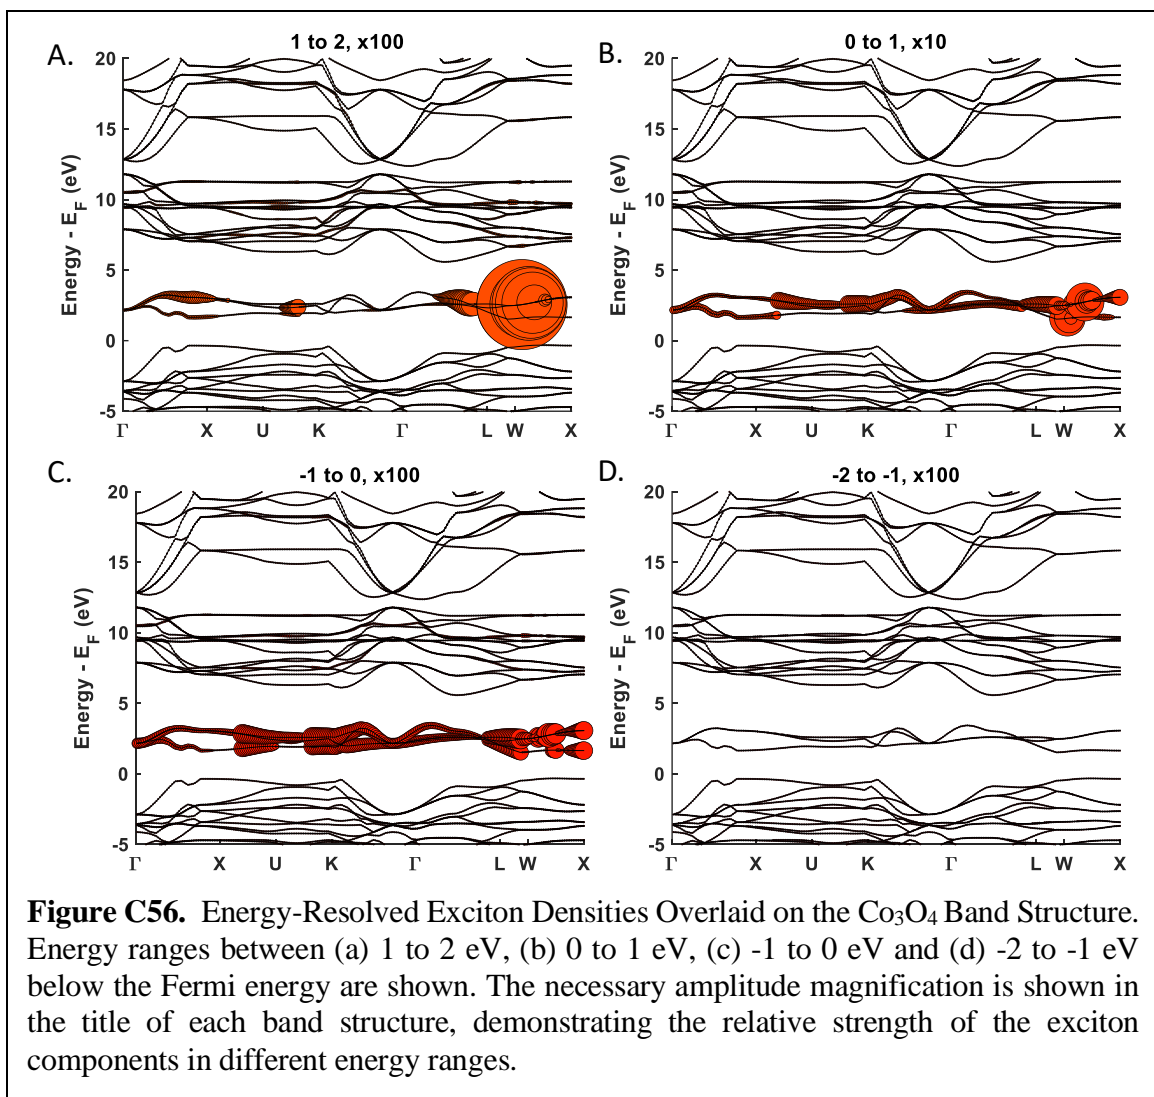 A.
1 to 2, x100
20
15
10
5
0
-5
Energy - E_F (eV)
Γ X U K Γ L W X
B.
0 to 1, x10
20
15
10
5
0
-5
Energy - E_F (eV)
Γ X U K Γ L W X
C.
-1 to 0, x100
20
15
10
5
0
-5
Energy - E_F (eV)
Γ X U K Γ L W X
D.
-2 to -1, x100
20
15
10
5
0
-5
Energy - E_F (eV)
Γ X U K Γ L W X
Figure C56. Energy-Resolved Exciton Densities Overlaid on the Co₃O₄ Band Structure.
Energy ranges between (a) 1 to 2 eV, (b) 0 to 1 eV, (c) -1 to 0 eV and (d) -2 to -1 eV
below the Fermi energy are shown. The necessary amplitude magnification is shown in
the title of each band structure, demonstrating the relative strength of the exciton
components in different energy ranges.